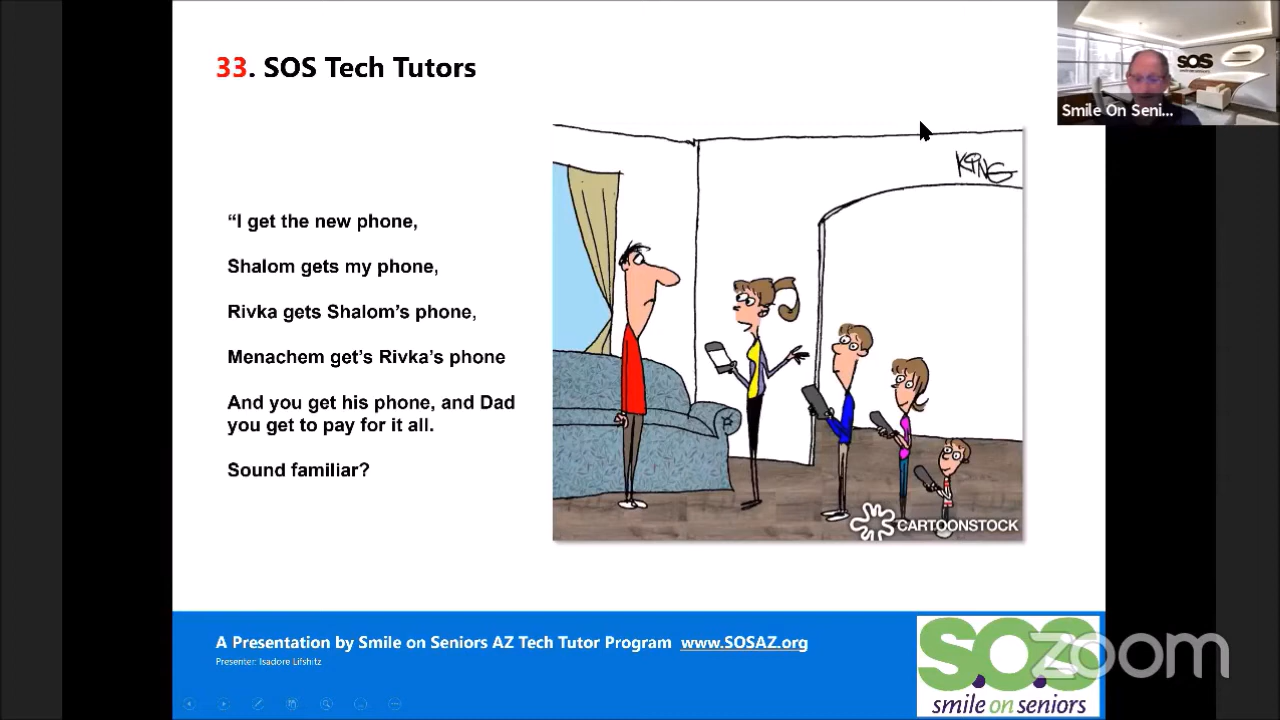 33. SOS Tech Tutors
SOS
Smile On Seni...
KING
“I get the new phone,
Shalom gets my phone,
Rivka gets Shalom’s phone,
Menachem get’s Rivka’s phone
And you get his phone, and Dad
you get to pay for it all.
Sound familiar?
CARTOONSTOCK
A Presentation by Smile on Seniors AZ Tech Tutor Program www.SOSAZ.org
Presenter: Isadore Lifshitz
SOS
smile on seniors
zoom